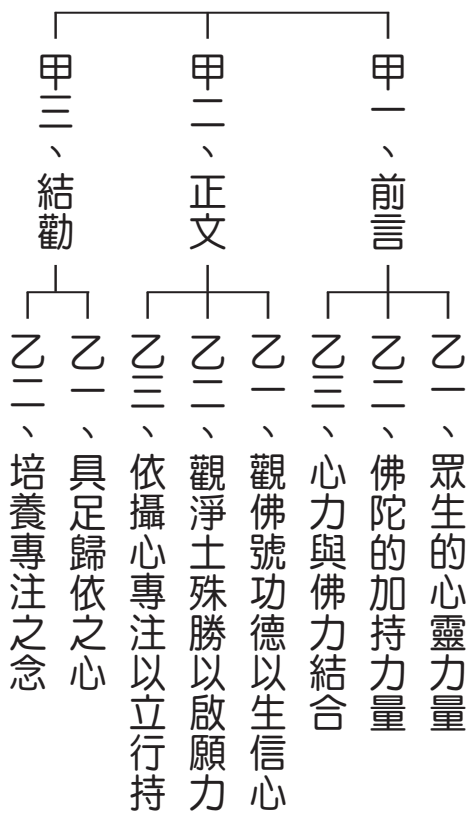 甲一、前言
乙一、眾生的心靈力量
乙二、佛陀的加持力量
乙三、心力與佛力結合
甲二、正文
乙一、觀佛號功德以生信心
乙二、觀淨土殊勝以啟願力
乙三、依攝心專注以立行持
甲三、結勸
乙一、具足歸依之心
乙二、培養專注之念